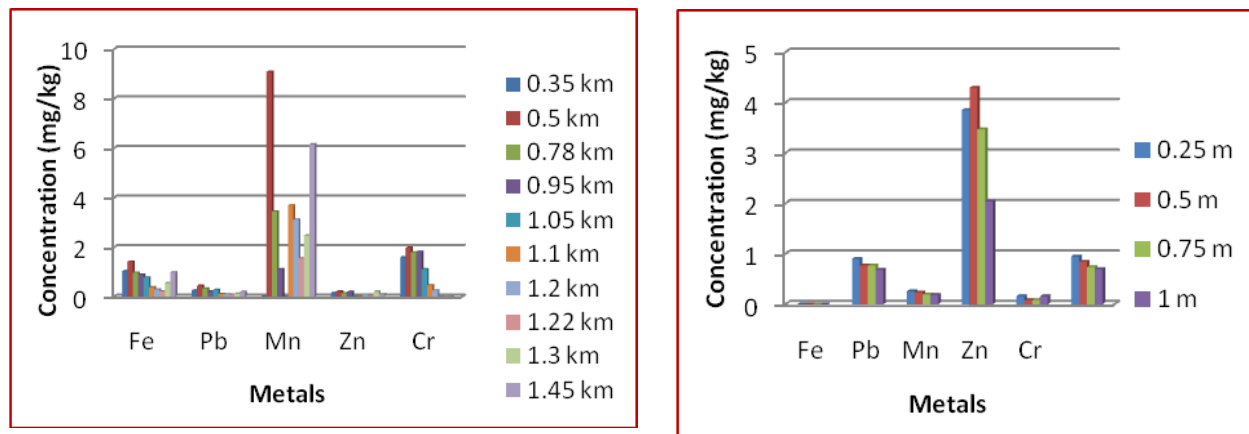 10
8
6
4
2
0
Concentration (mg/kg)
Fe Pb Mn Zn Cr
Metals
0.35 km
0.5 km
0.78 km
0.95 km
1.05 km
1.1 km
1.2 km
1.22 km
1.3 km
1.45 km
5
4
3
2
1
0
Concentration (mg/kg)
Fe Pb Mn Zn Cr
Metals
0.25 m
0.5 m
0.75 m
1 m